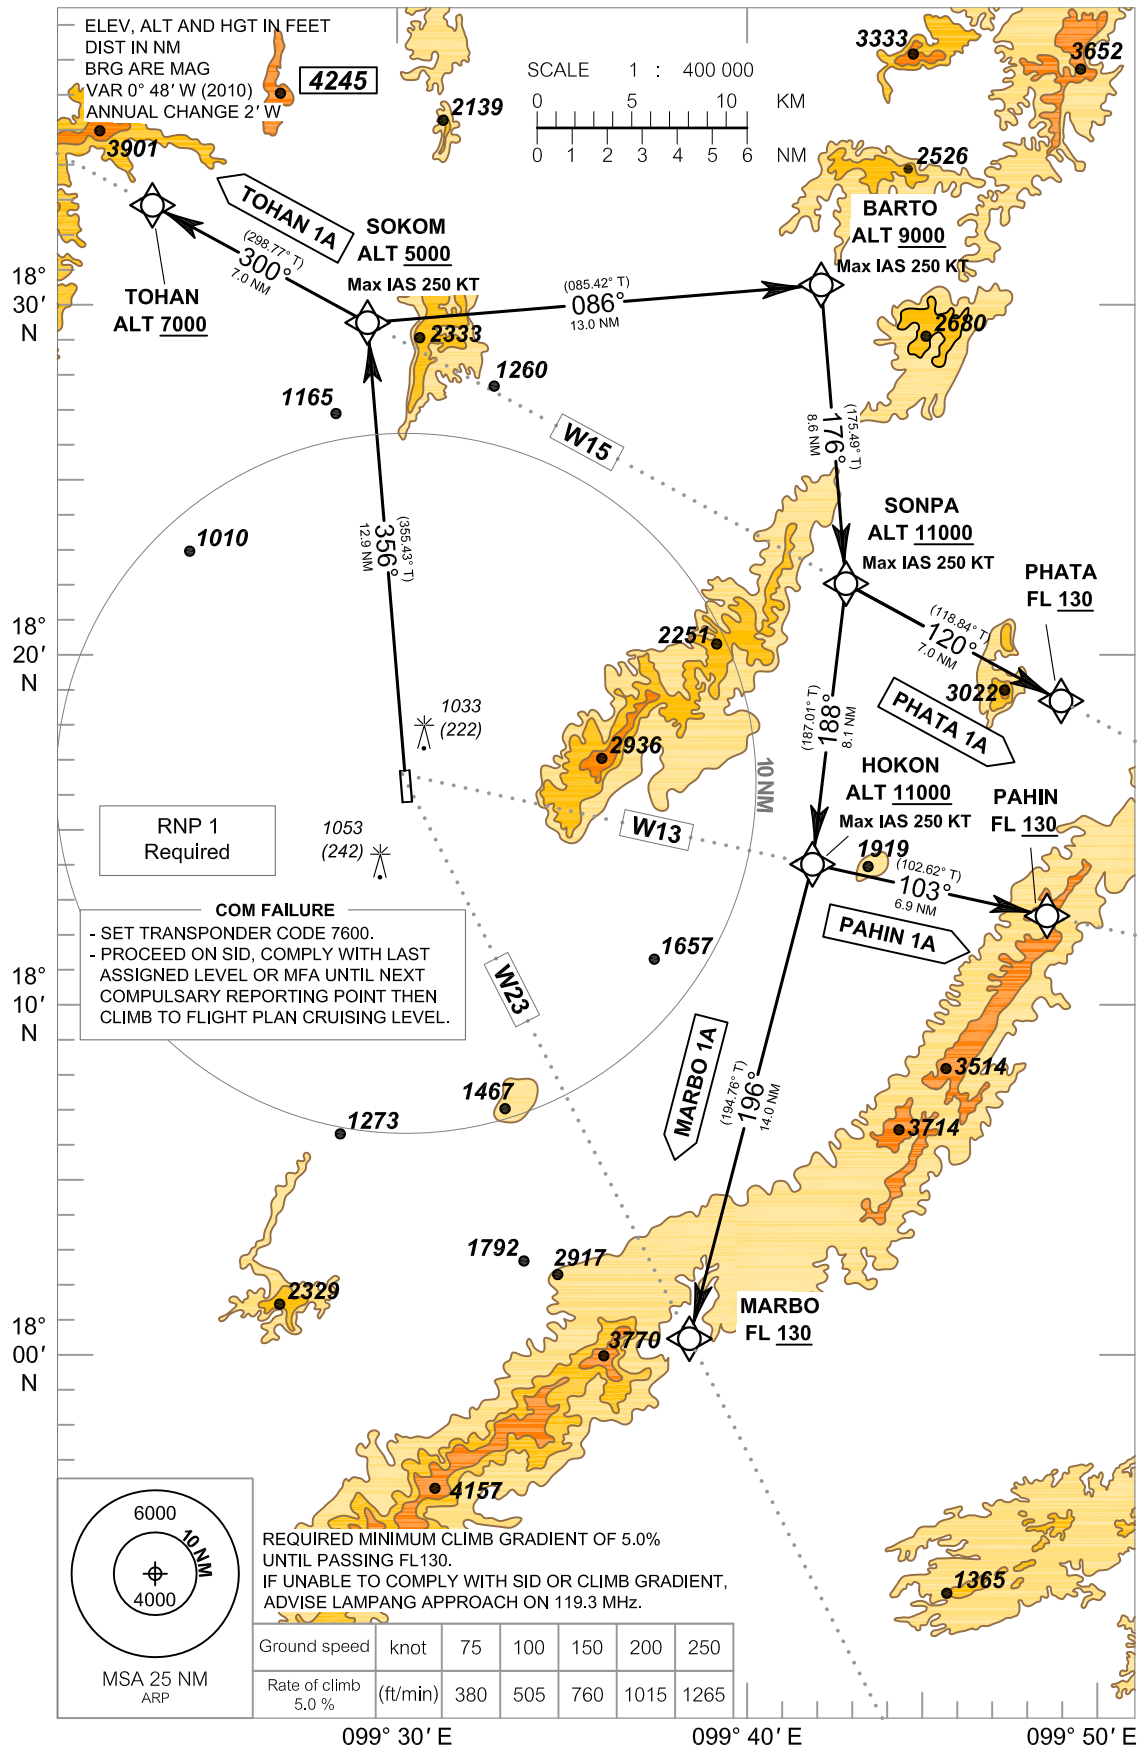 ELEV, ALT AND HGT IN FEET
DIST IN NM
BRG ARE MAG
VAR 0° 48′ W (2010)
ANNUAL CHANGE 2′ W
4245
2139
3901
SCALE 1 : 400 000
0 5 10 KM
0 1 2 3 4 5 6 NM
3333
3652
2526
TOHAN 1A
(298.77° T)
300°
7.0 NM
TOHAN
ALT 7000
SOKOM
ALT 5000
Max IAS 250 KT
(085.42° T)
086°
13.0 NM
BARTO
ALT 9000
Max IAS 250 KT
18°
30′
N
2333
1260
1165
2680
W15
(175.49° T)
176°
8.6 NM
1010
(355.43° T)
356°
12.9 NM
SONPA
ALT 11000
Max IAS 250 KT
PHATA
FL 130
(118.84° T)
120°
7.0 NM
18°
20′
N
2251
3022
PHATA 1A
1033
(222)
2936
(187.01° T)
188°
8.1 NM
10 NM
HOKON
ALT 11000
Max IAS 250 KT
PAHIN
FL 130
W13
RNP 1
Required
1053
(242)
1919
(102.62° T)
103°
6.9 NM
PAHIN 1A
COM FAILURE
- SET TRANSPONDER CODE 7600.
- PROCEED ON SID, COMPLY WITH LAST
ASSIGNED LEVEL OR MFA UNTIL NEXT
COMPULSARY REPORTING POINT THEN
CLIMB TO FLIGHT PLAN CRUISING LEVEL.
1657
W23
18°
10′
N
MARBO 1A
(194.76° T)
196°
14.0 NM
3514
3714
1467
1273
1792
2917
2329
MARBO
FL 130
18°
00′
N
3770
4157
1365
6000
10 NM
4000
MSA 25 NM
ARP
REQUIRED MINIMUM CLIMB GRADIENT OF 5.0%
UNTIL PASSING FL130.
IF UNABLE TO COMPLY WITH SID OR CLIMB GRADIENT,
ADVISE LAMPANG APPROACH ON 119.3 MHz.
Ground speed knot 75 100 150 200 250
Rate of climb
5.0 % (ft/min) 380 505 760 1015 1265
099° 30′ E
099° 40′ E
099° 50′ E